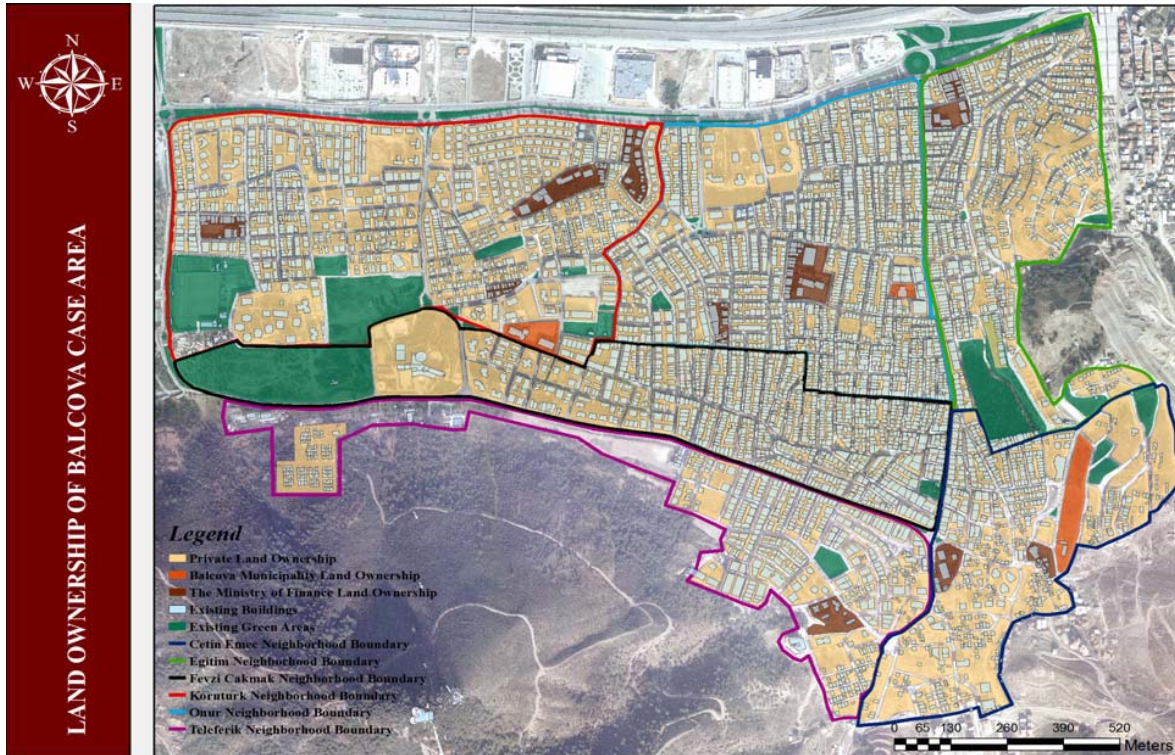 N
W E
S
LAND OWNERSHIP OF BALCOVA CASE AREA
Legend
Private Land Ownership
Balcova Municipality Land Ownership
The Ministry of Finance Land Ownership
Existing Buildings
Existing Green Areas
Cetin Emec Neighborhood Boundary
Egitim Neighborhood Boundary
Fevzi Cakmak Neighborhood Boundary
Koruturk Neighborhood Boundary
Onur Neighborhood Boundary
Teleferik Neighborhood Boundary
0 65 130 260 390 520
Meters